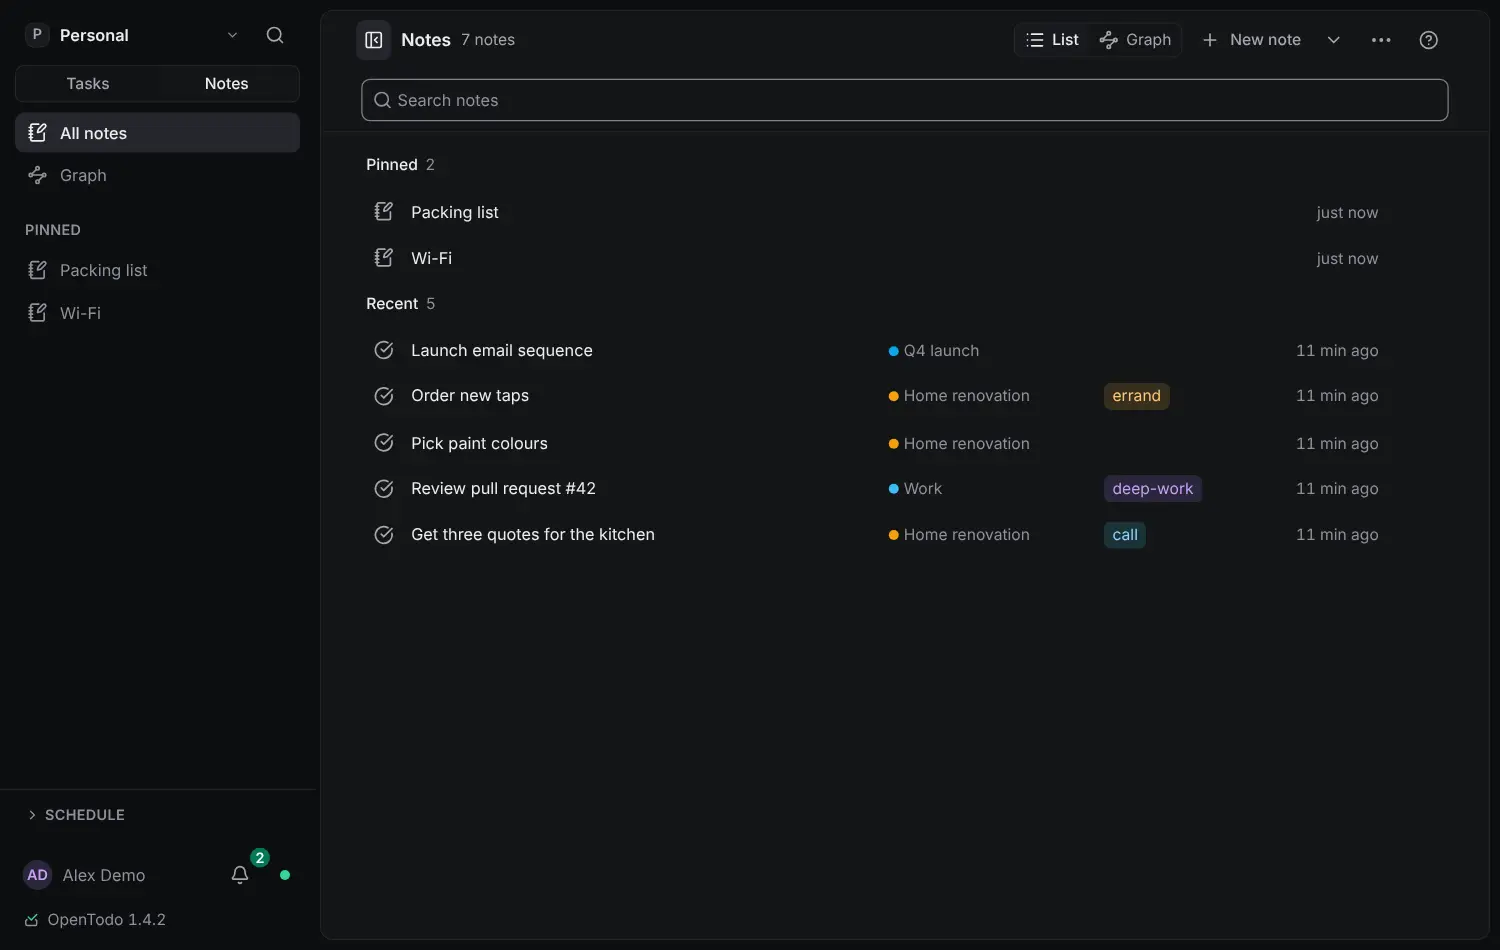 P Personal
Tasks Notes
All notes
Graph
PINNED
Packing list
Wi-Fi
SCHEDULE
AD Alex Demo 2
OpenTodo 1.4.2
Notes 7 notes List Graph New note
Search notes
Pinned 2
Packing list just now
Wi-Fi just now
Recent 5
Launch email sequence Q4 launch 11 min ago
Order new taps Home renovation errand 11 min ago
Pick paint colours Home renovation 11 min ago
Review pull request #42 Work deep-work 11 min ago
Get three quotes for the kitchen Home renovation call 11 min ago